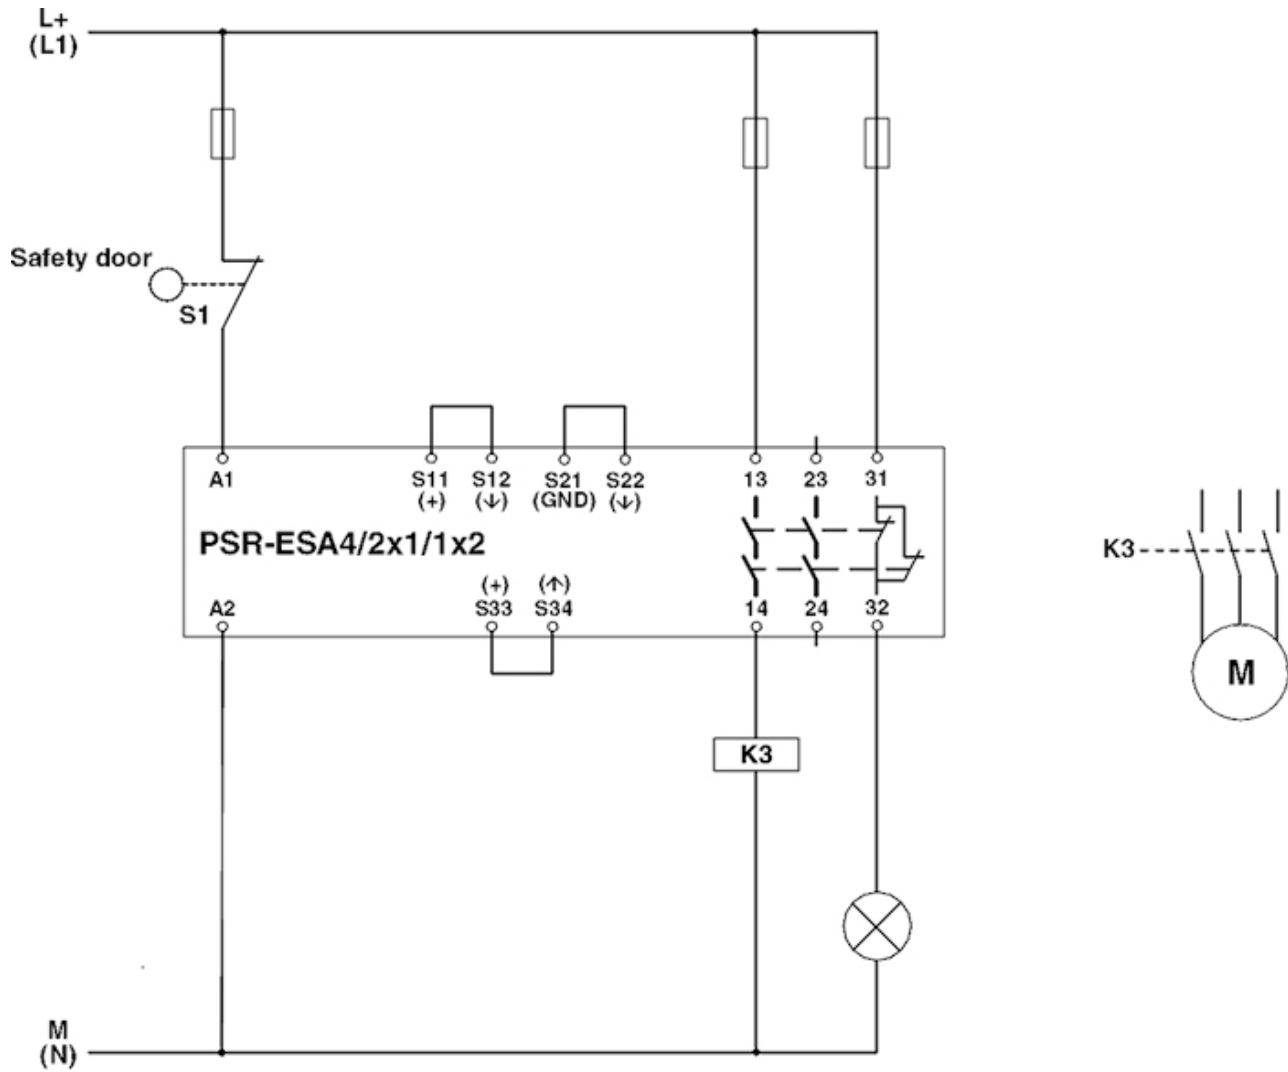 L+
(L1)
Safety door
S1
A1 S11 S12 S21 S22 13 23 31
(+) (↓) (GND) (↓)
PSR-ESA4/2x1/1x2
K3
(+) (↑)
A2 S33 S34 14 24 32
M
K3
M
(N)